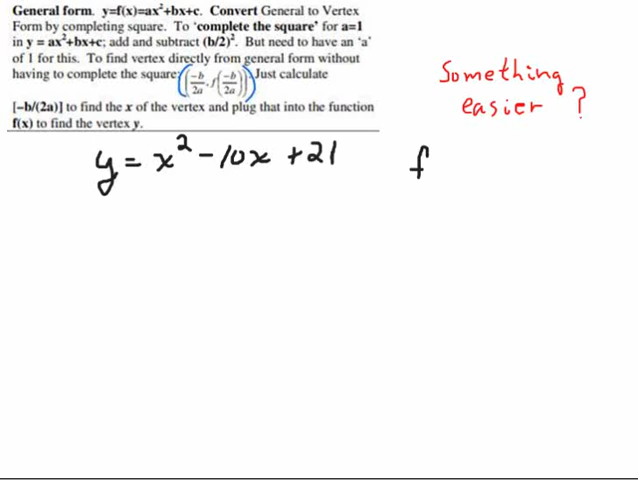 General form. y=f(x)=ax²+bx+c. Convert General to Vertex
Form by completing square. To 'complete the square' for a=1
in y = ax²+bx+c; add and subtract (b/2)². But need to have an 'a'
of 1 for this. To find vertex directly from general form without
having to complete the square: (−b/2a, f(−b/2a)). Just calculate
[−b/(2a)] to find the x of the vertex and plug that into the function
f(x) to find the vertex y.
Something
easier ?
y = x² − 10x + 21 f